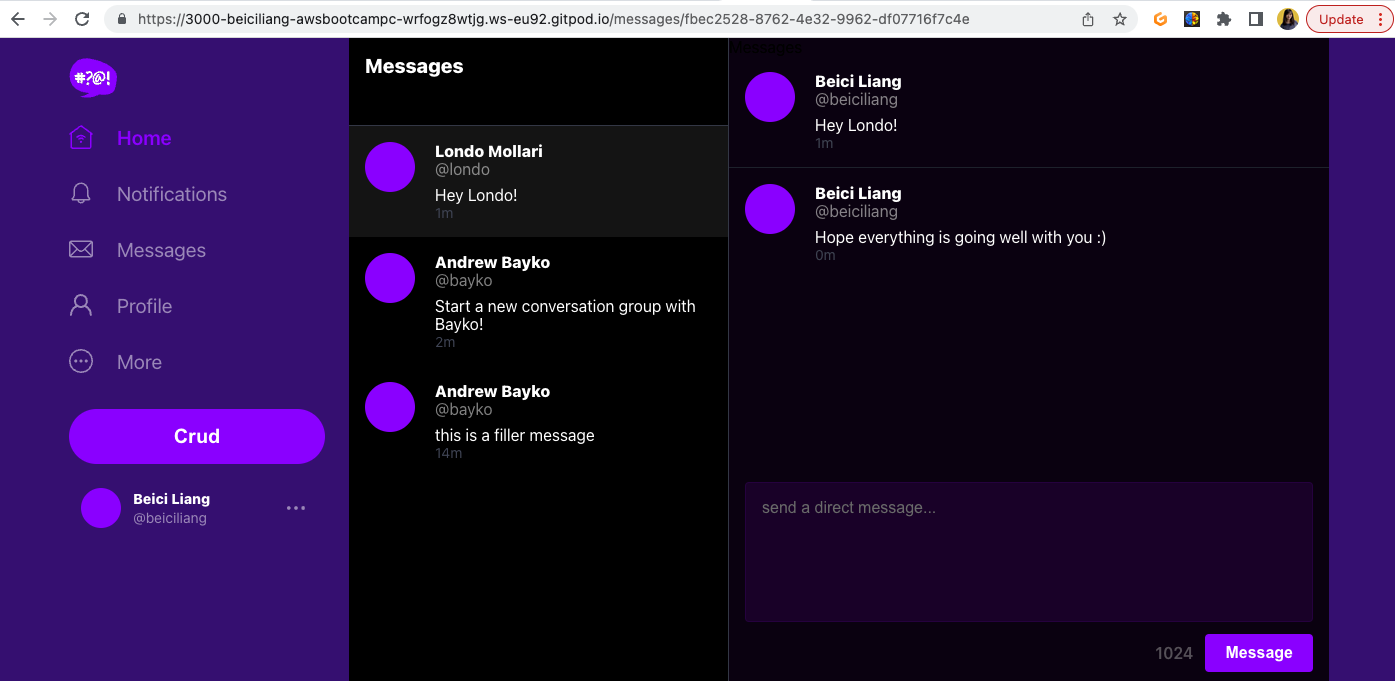 https://3000-beiciliang-awsbootcampc-wrfogz8wtjg.ws-eu92.gitpod.io/messages/fbec2528-8762-4e32-9962-df07716f7c4e
Update
#?@!
Home
Notifications
Messages
Profile
More
Crud
Beici Liang
@beiciliang
Messages
Londo Mollari
@londo
Hey Londo!
1m
Andrew Bayko
@bayko
Start a new conversation group with
Bayko!
2m
Andrew Bayko
@bayko
this is a filler message
14m
Messages
Beici Liang
@beiciliang
Hey Londo!
1m
Beici Liang
@beiciliang
Hope everything is going well with you :)
0m
send a direct message...
1024
Message